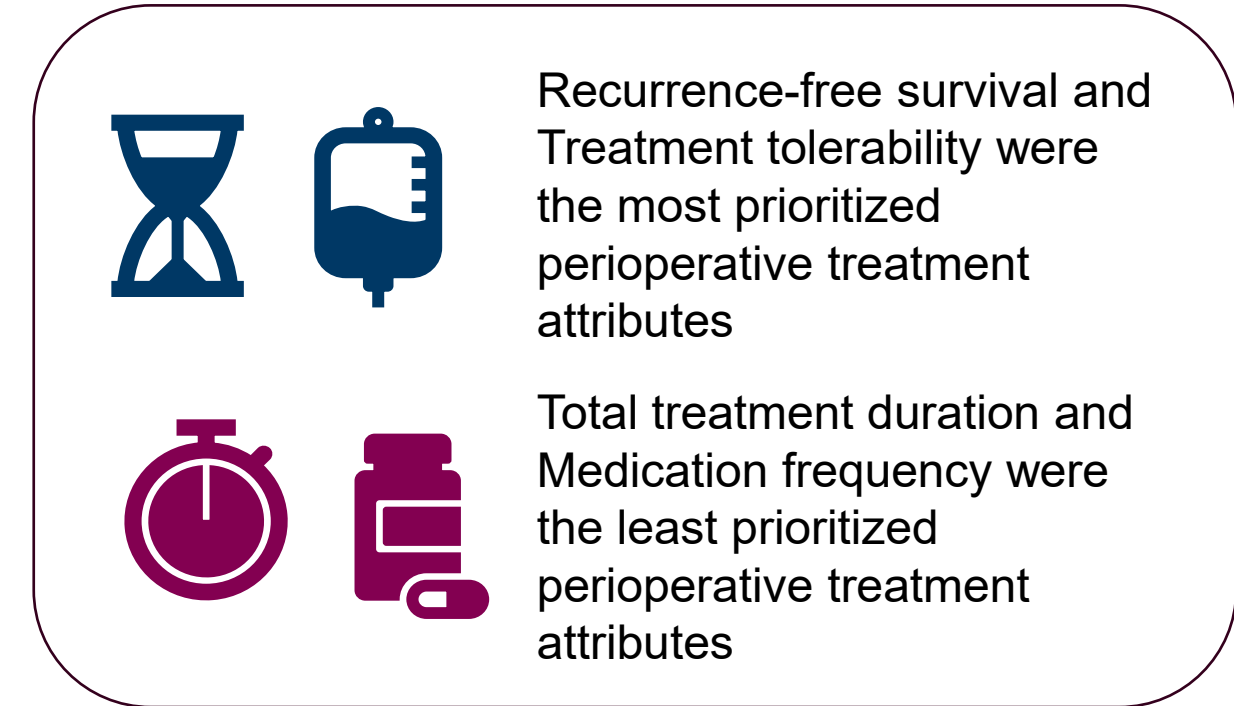 Recurrence-free survival and
Treatment tolerability were
the most prioritized
perioperative treatment
attributes
Total treatment duration and
Medication frequency were
the least prioritized
perioperative treatment
attributes